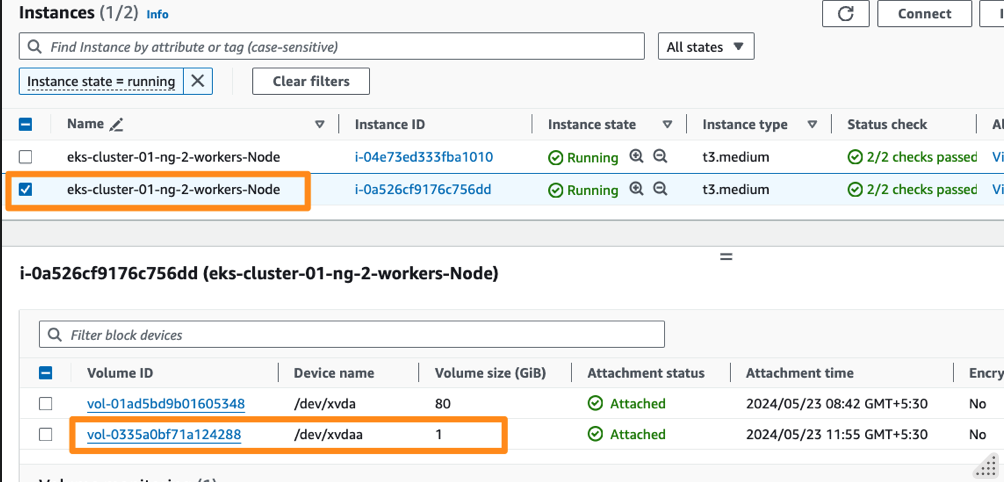 Instances (1/2) Info
Connect
Find Instance by attribute or tag (case-sensitive)
All states
Instance state = running
Clear filters
Name Instance ID Instance state Instance type Status check
eks-cluster-01-ng-2-workers-Node i-04e73ed333fba1010 Running t3.medium 2/2 checks passed
eks-cluster-01-ng-2-workers-Node i-0a526cf9176c756dd Running t3.medium 2/2 checks passed
i-0a526cf9176c756dd (eks-cluster-01-ng-2-workers-Node)
Filter block devices
Volume ID Device name Volume size (GiB) Attachment status Attachment time Encry
vol-01ad5bd9b01605348 /dev/xvda 80 Attached 2024/05/23 08:42 GMT+5:30 No
vol-0335a0bf71a124288 /dev/xvdaa 1 Attached 2024/05/23 11:55 GMT+5:30 No